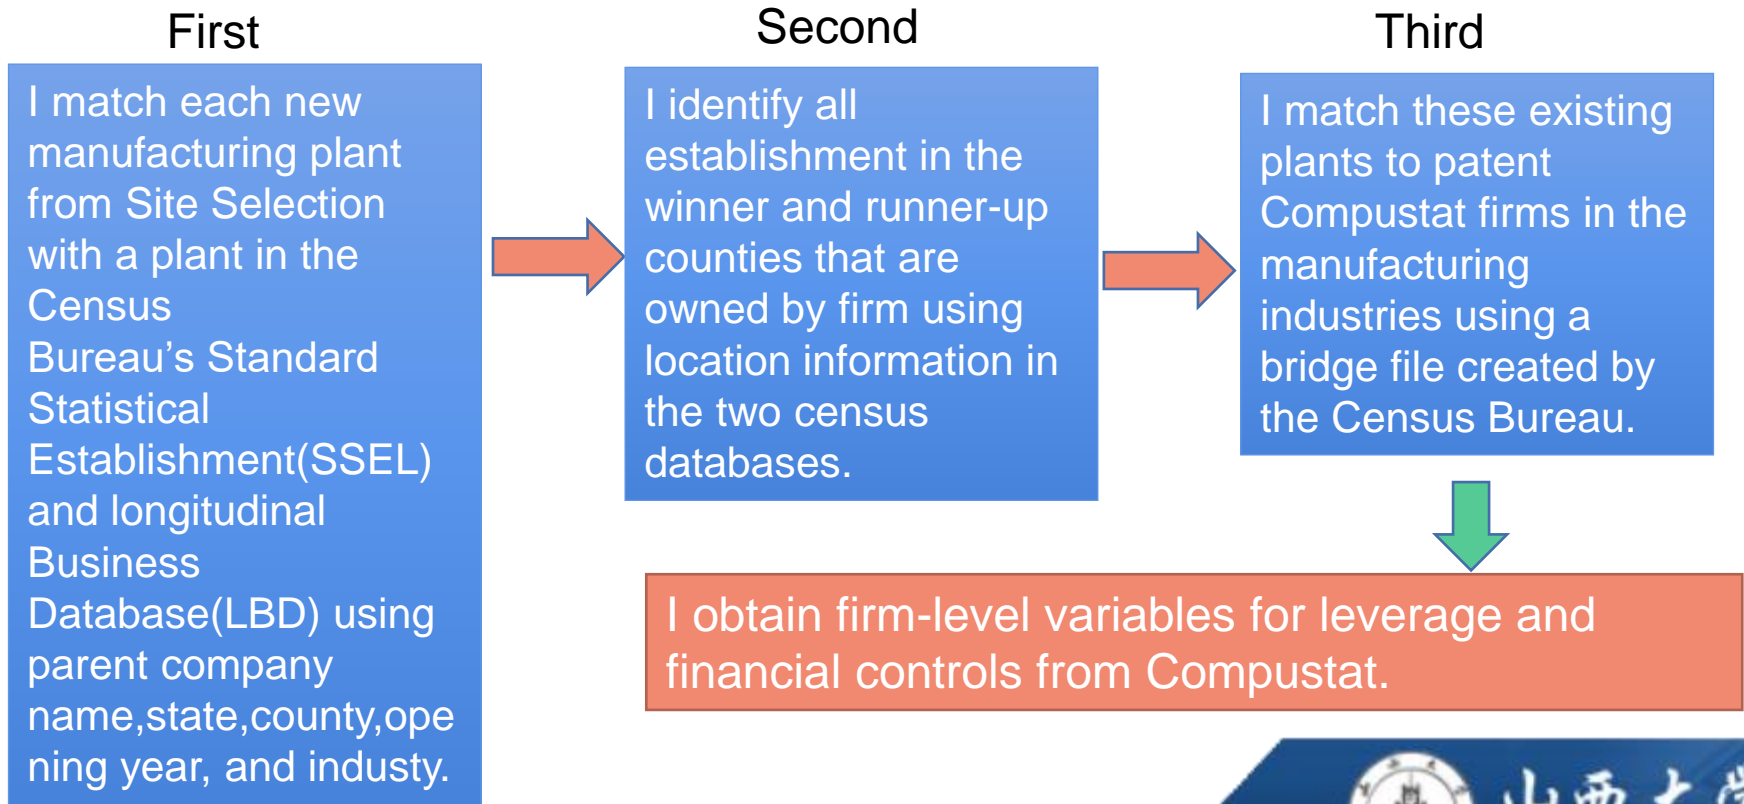 First
I match each new
manufacturing plant
from Site Selection
with a plant in the
Census
Bureau’s Standard
Statistical
Establishment(SSEL)
and longitudinal
Business
Database(LBD) using
parent company
name,state,county,ope
ning year, and industy.
Second
I identify all
establishment in the
winner and runner-up
counties that are
owned by firm using
location information in
the two census
databases.
Third
I match these existing
plants to patent
Compustat firms in the
manufacturing
industries using a
bridge file created by
the Census Bureau.
I obtain firm-level variables for leverage and
financial controls from Compustat.
山西大学